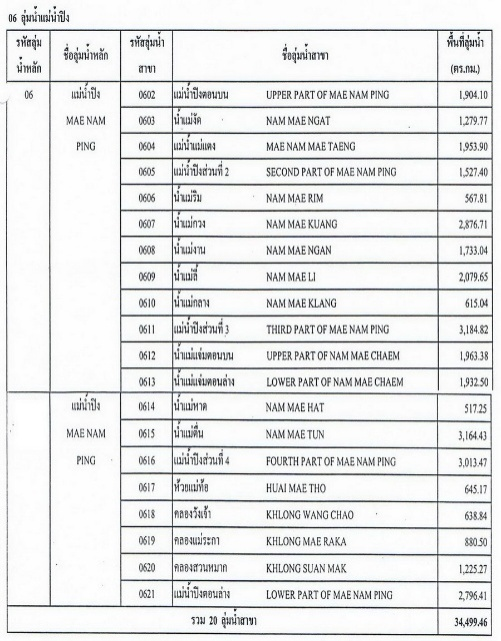 06 ลุ่มน้ำแม่น้ำปิง
รหัสลุ่มน้ำหลัก ชื่อลุ่มน้ำหลัก รหัสลุ่มน้ำสาขา ชื่อลุ่มน้ำสาขา พื้นที่ลุ่มน้ำ (ตร.กม.)
06 แม่น้ำปิง 0602 แม่น้ำปิงตอนบน UPPER PART OF MAE NAM PING 1,904.10
MAE NAM 0603 น้ำแม่งัด NAM MAE NGAT 1,279.77
PING 0604 แม่น้ำแม่แตง MAE NAM MAE TAENG 1,953.90
0605 แม่น้ำปิงส่วนที่ 2 SECOND PART OF MAE NAM PING 1,527.40
0606 น้ำแม่ริม NAM MAE RIM 567.81
0607 น้ำแม่กวง NAM MAE KUANG 2,876.71
0608 น้ำแม่งาน NAM MAE NGAN 1,733.04
0609 น้ำแม่ลี้ NAM MAE LI 2,079.65
0610 น้ำแม่กลาง NAM MAE KLANG 615.04
0611 แม่น้ำปิงส่วนที่ 3 THIRD PART OF MAE NAM PING 3,184.82
0612 น้ำแม่แจ่มตอนบน UPPER PART OF NAM MAE CHAEM 1,963.38
0613 น้ำแม่แจ่มตอนล่าง LOWER PART OF NAM MAE CHAEM 1,932.50
แม่น้ำปิง 0614 น้ำแม่หาด NAM MAE HAT 517.25
MAE NAM 0615 น้ำแม่ตื่น NAM MAE TUN 3,164.43
PING 0616 แม่น้ำปิงส่วนที่ 4 FOURTH PART OF MAE NAM PING 3,013.47
0617 ห้วยแม่ท้อ HUAI MAE THO 645.17
0618 คลองวังเจ้า KHLONG WANG CHAO 638.84
0619 คลองแม่ระกา KHLONG MAE RAKA 880.50
0620 คลองสวนหมาก KHLONG SUAN MAK 1,225.27
0621 แม่น้ำปิงตอนล่าง LOWER PART OF MAE NAM PING 2,796.41
รวม 20 ลุ่มน้ำสาขา 34,499.46